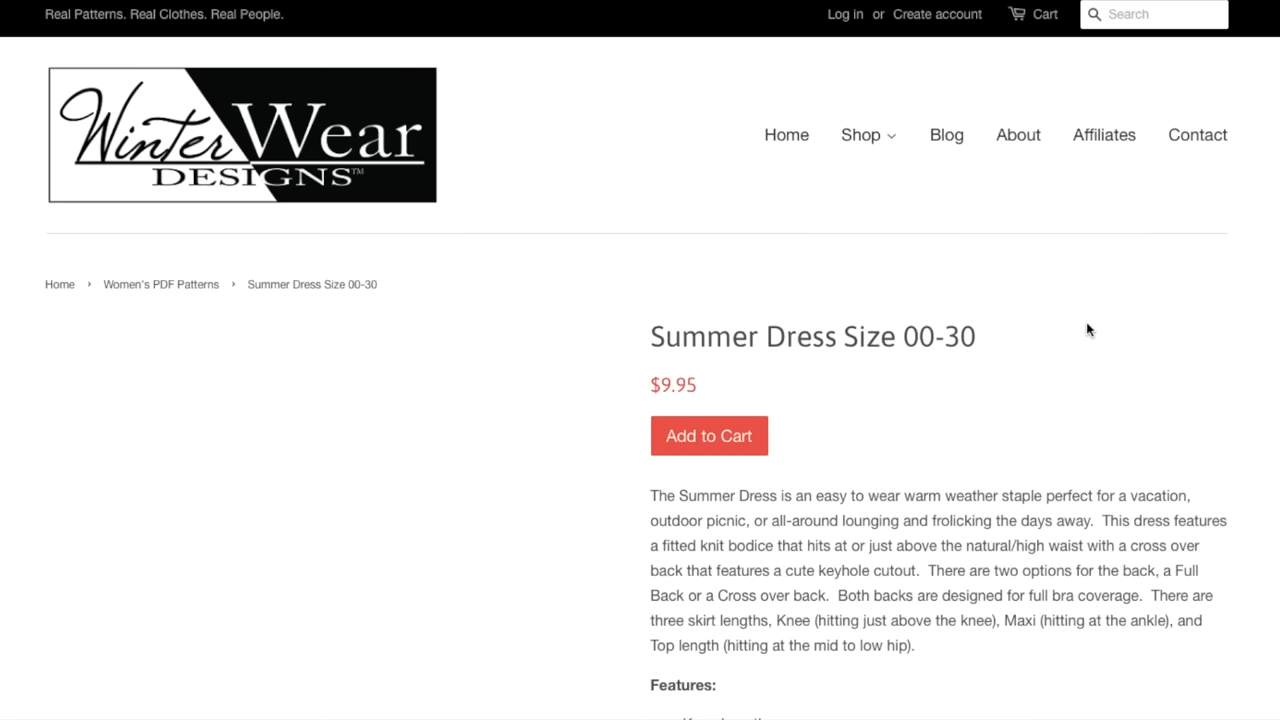 Real Patterns. Real Clothes. Real People.
Log in or Create account Cart Search
Winter Wear
DESIGNS™
Home Shop Blog About Affiliates Contact
Home › Women's PDF Patterns › Summer Dress Size 00-30
Summer Dress Size 00-30
$9.95
Add to Cart
The Summer Dress is an easy to wear warm weather staple perfect for a vacation,
outdoor picnic, or all-around lounging and frolicking the days away. This dress features
a fitted knit bodice that hits at or just above the natural/high waist with a cross over
back that features a cute keyhole cutout. There are two options for the back, a Full
Back or a Cross over back. Both backs are designed for full bra coverage. There are
three skirt lengths, Knee (hitting just above the knee), Maxi (hitting at the ankle), and
Top length (hitting at the mid to low hip).
Features: